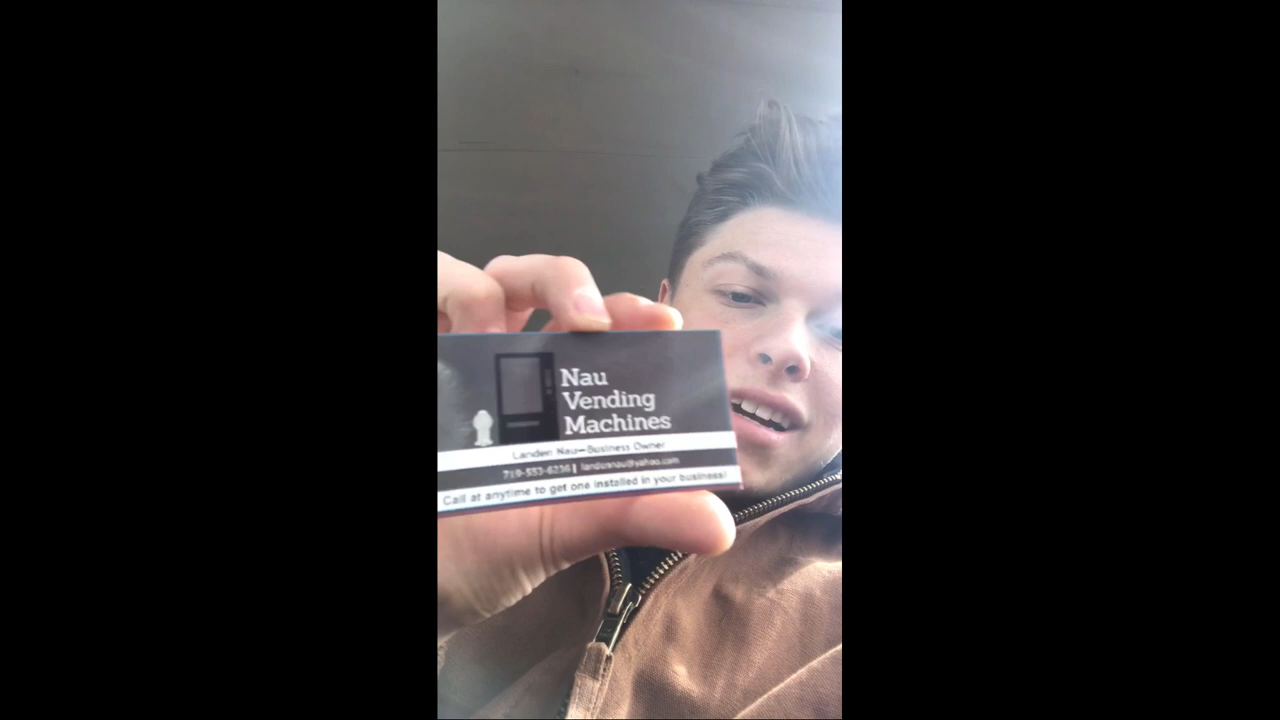 Nau
Vending
Machines
Landen Nau—Business Owner
719-553-6236 | landosnau@yahoo.com
Call at anytime to get one installed in your business!